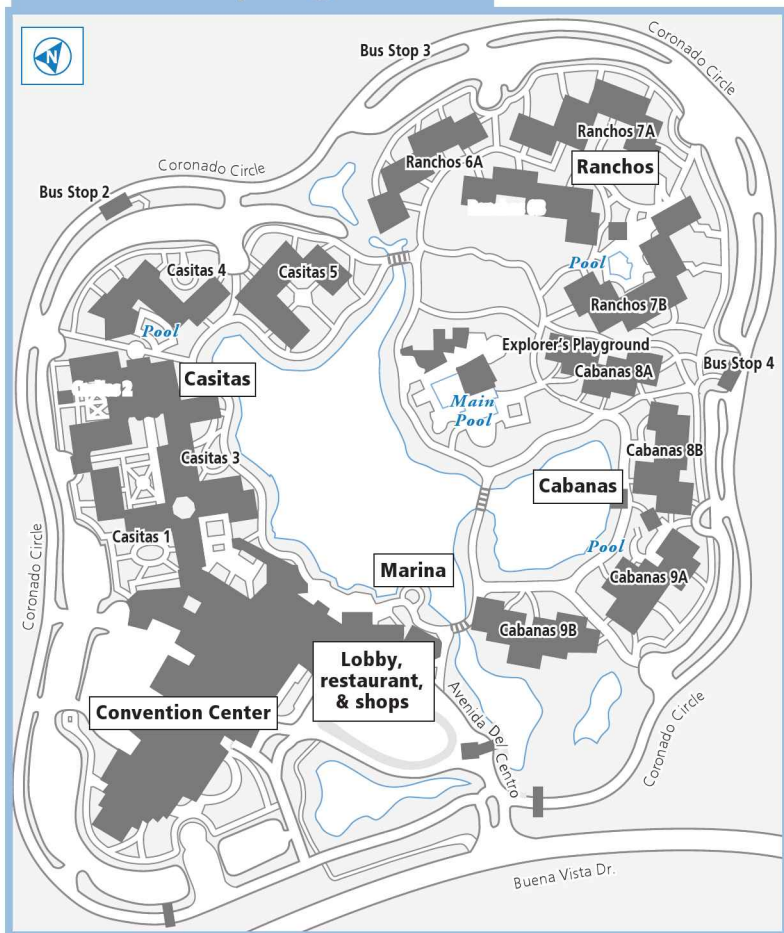 N
Bus Stop 3
Coronado Circle
Ranchos 7A
Ranchos 6A
Ranchos
Coronado Circle
Bus Stop 2
Casitas 4
Casitas 5
Pool
Ranchos 7B
Pool
Explorer's Playground
Cabanas 8A
Bus Stop 4
Casitas
Main
Pool
Cabanas 8B
Casitas 3
Cabanas
Casitas 1
Pool
Marina
Cabanas 9A
Coronado Circle
Cabanas 9B
Lobby,
restaurant,
& shops
Convention Center
Avenida Del Centro
Coronado Circle
Buena Vista Dr.